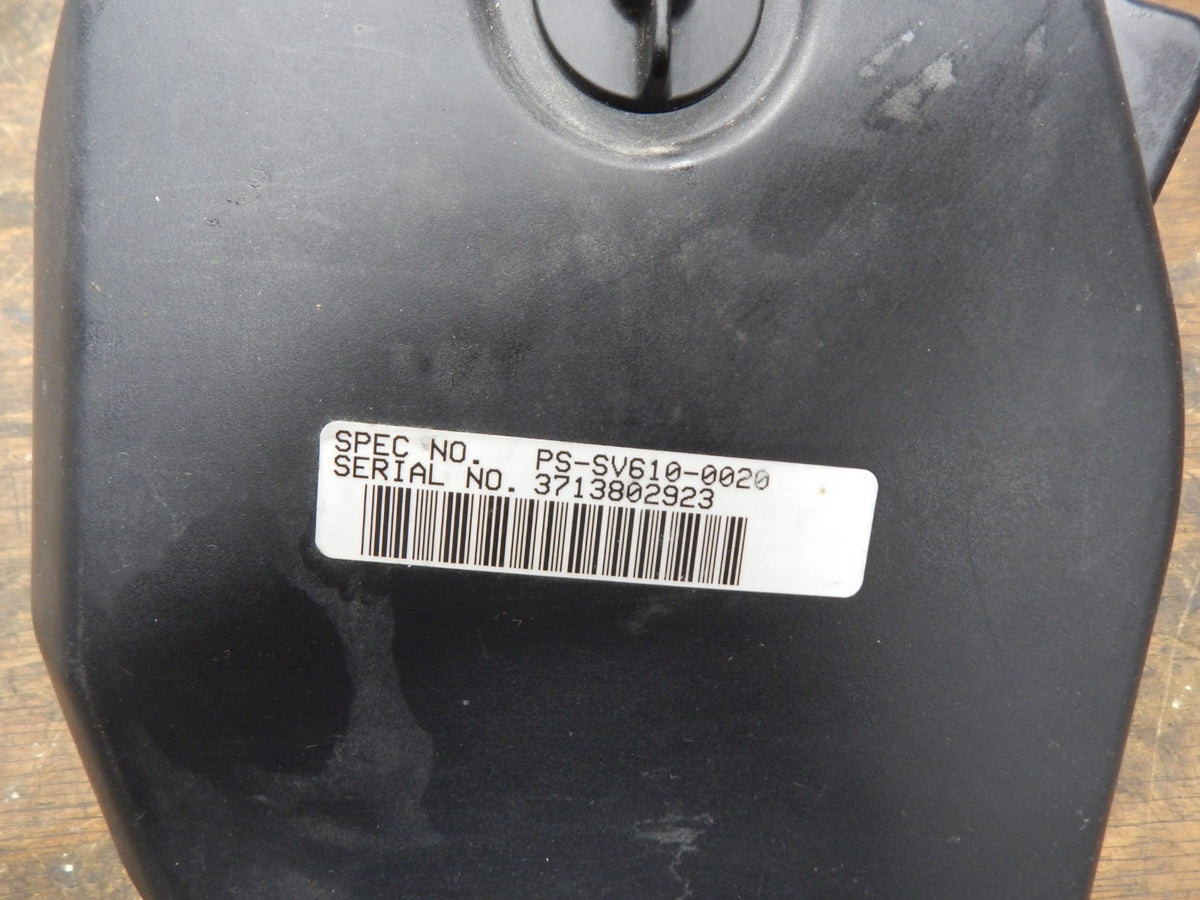 SPEC NO. PS-SV610-0020
SERIAL NO. 3713802923